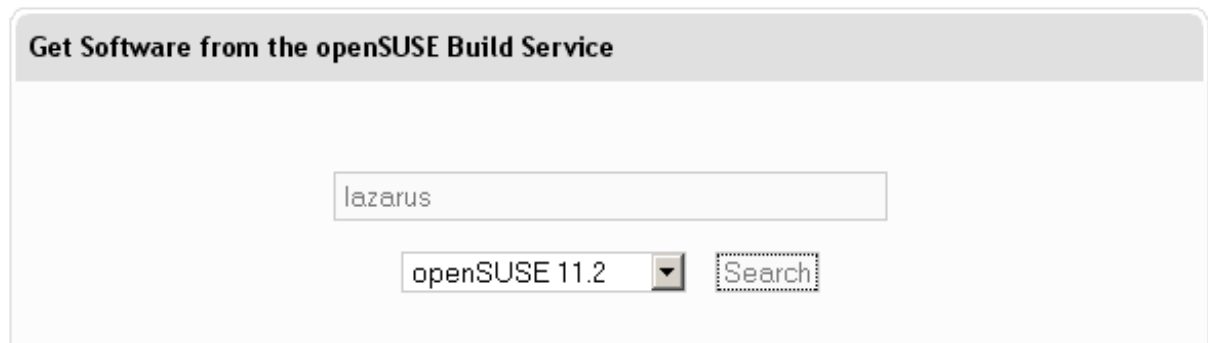 Get Software from the openSUSE Build Service
lazarus
openSUSE 11.2 Search